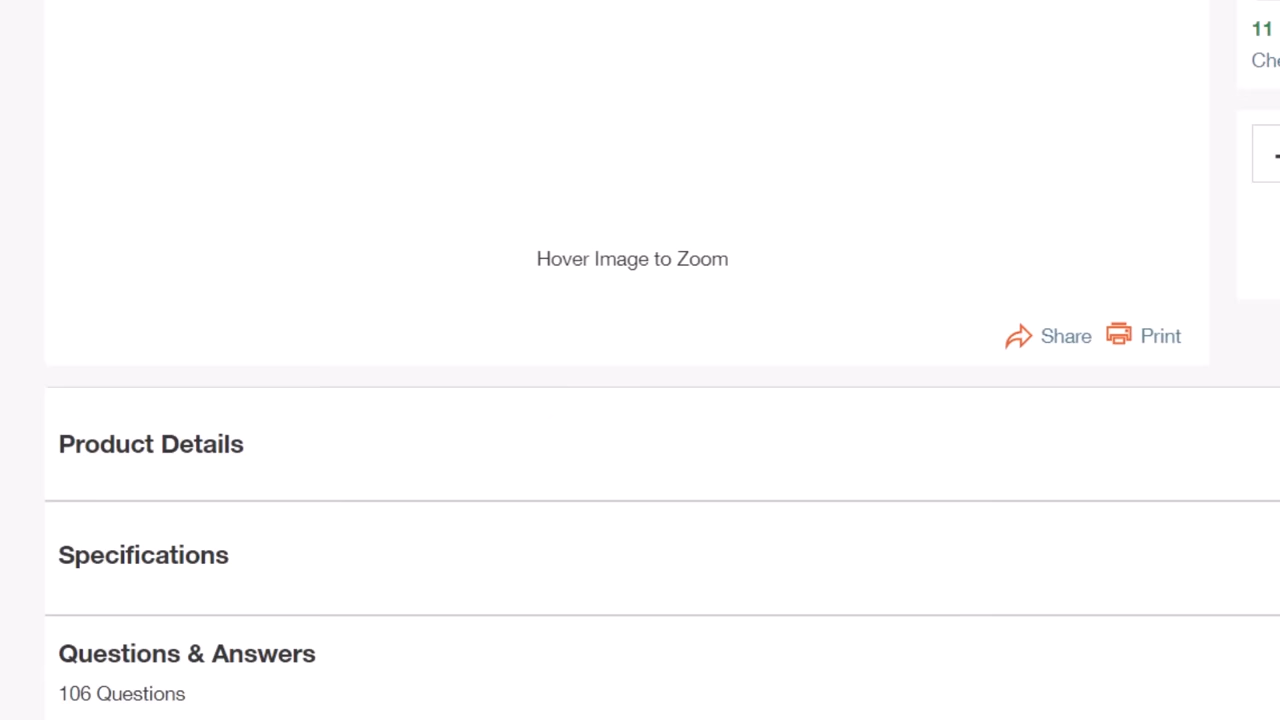 11
Hover Image to Zoom
Share Print
Product Details
Specifications
Questions & Answers
106 Questions